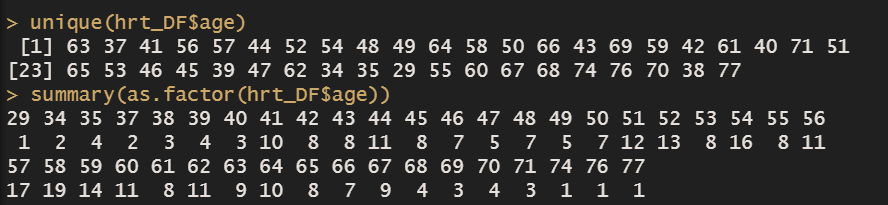 > unique(hrt_DF$age)
 [1] 63 37 41 56 57 44 52 54 48 49 64 58 50 66 43 69 59 42 61 40 71 51
[23] 65 53 46 45 39 47 62 34 35 29 55 60 67 68 74 76 70 38 77
> summary(as.factor(hrt_DF$age))
29 34 35 37 38 39 40 41 42 43 44 45 46 47 48 49 50 51 52 53 54 55 56
 1  2  4  2  3  4  3 10  8  8 11  8  7  5  7  5  7 12 13  8 16  8 11
57 58 59 60 61 62 63 64 65 66 67 68 69 70 71 74 76 77
17 19 14 11  8 11  9 10  8  7  9  4  3  4  3  1  1  1